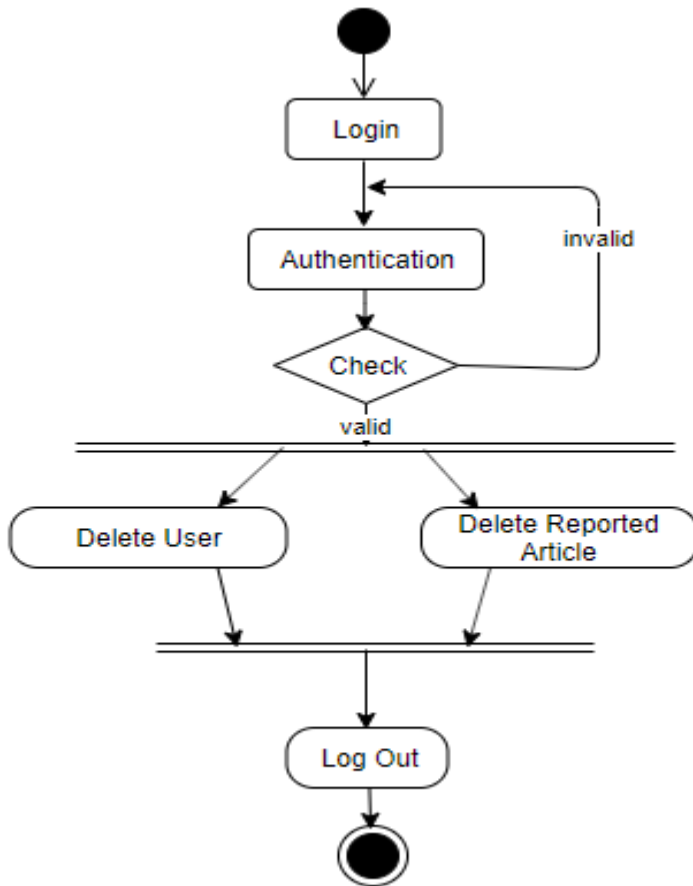 Login
invalid
Authentication
Check
valid
Delete User
Delete Reported
Article
Log Out